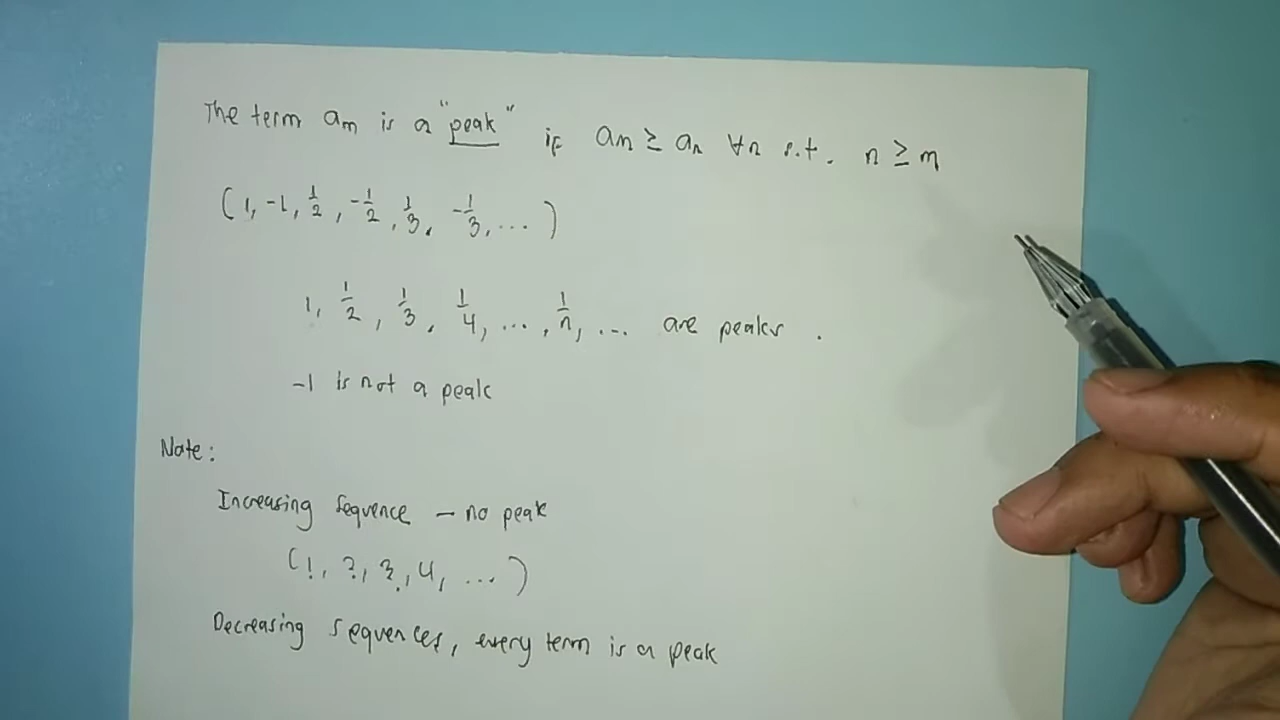 The term aₘ is a "peak" if aₘ ≥ aₙ ∀n s.t. n ≥ m
(1, -1, 1/2, -1/2, 1/3, -1/3, ... )
1, 1/2, 1/3, 1/4, ..., 1/n, ... are peaks.
-1 is not a peak
Note:
Increasing sequence – no peak
(1, 2, 3, 4, ... )
Decreasing sequences, every term is a peak